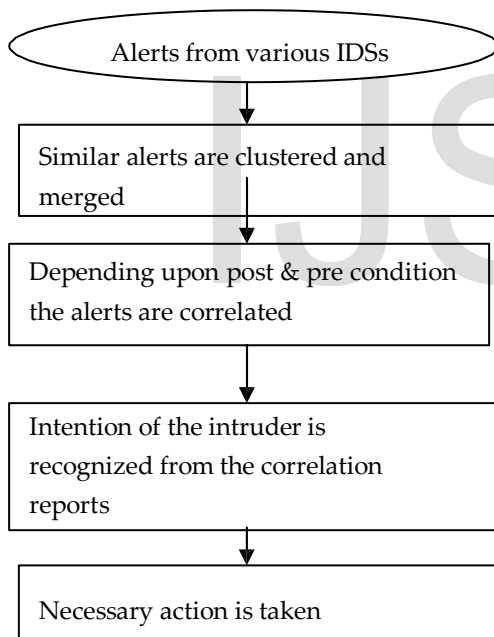 Alerts from various IDSs
IJS
Similar alerts are clustered and
merged
Depending upon post & pre condition
the alerts are correlated
Intention of the intruder is
recognized from the correlation
reports
Necessary action is taken